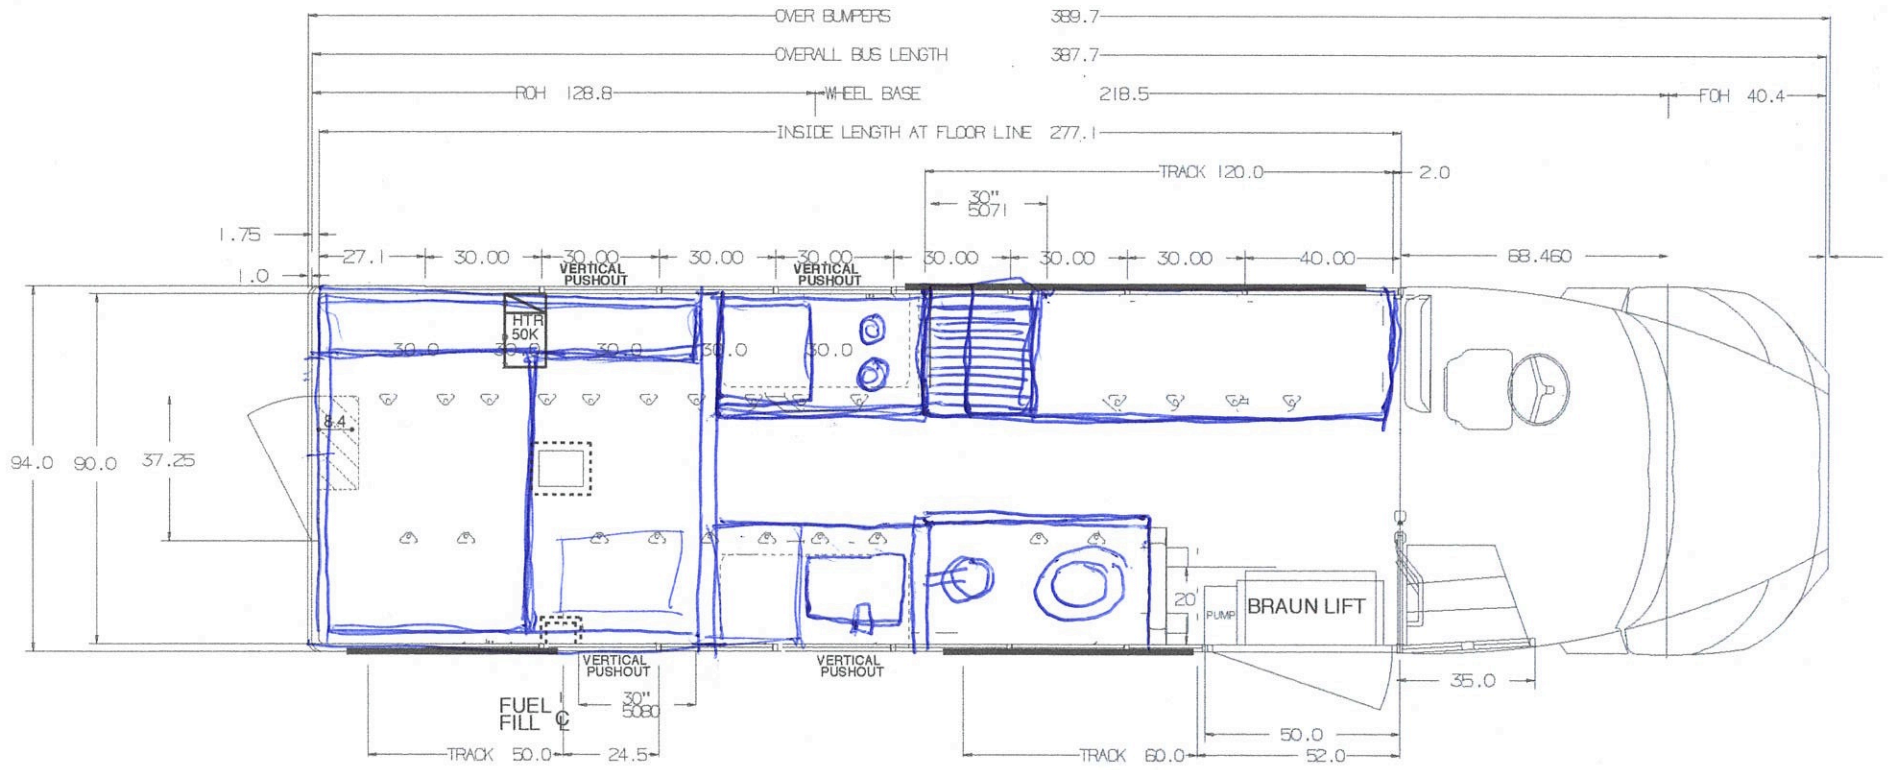 OVER BUMPERS 389.7
OVERALL BUS LENGTH 387.7
ROH 128.8 WHEEL BASE 218.5 FOH 40.4
INSIDE LENGTH AT FLOOR LINE 277.1
TRACK 120.0 2.0
30"
5071
1.75
27.1 30.00 30.00 30.00 30.00 30.00 30.00 30.00 40.00 68.460
1.0
VERTICAL
PUSHOUT
VERTICAL
PUSHOUT
HTR
50K
30.0 30.0 30.0 30.0 30.0
8.4
94.0 90.0 37.25
20'
PUMP
BRAUN LIFT
VERTICAL
PUSHOUT
VERTICAL
PUSHOUT
35.0
30"
5080
FUEL
FILL
50.0
TRACK 50.0 24.5 TRACK 60.0 52.0